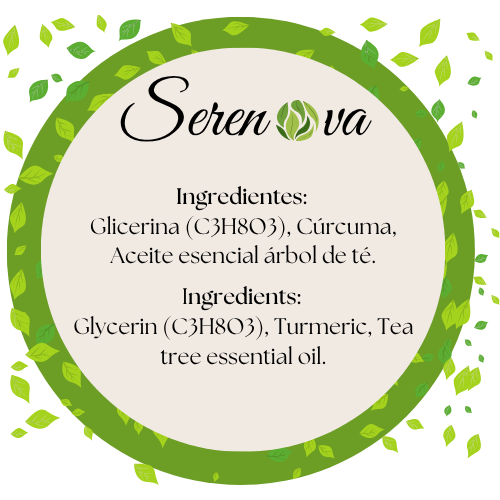 Serenova
Ingredientes:
Glicerina (C3H8O3), Cúrcuma,
Aceite esencial árbol de té.
Ingredients:
Glycerin (C3H8O3), Turmeric, Tea
tree essential oil.